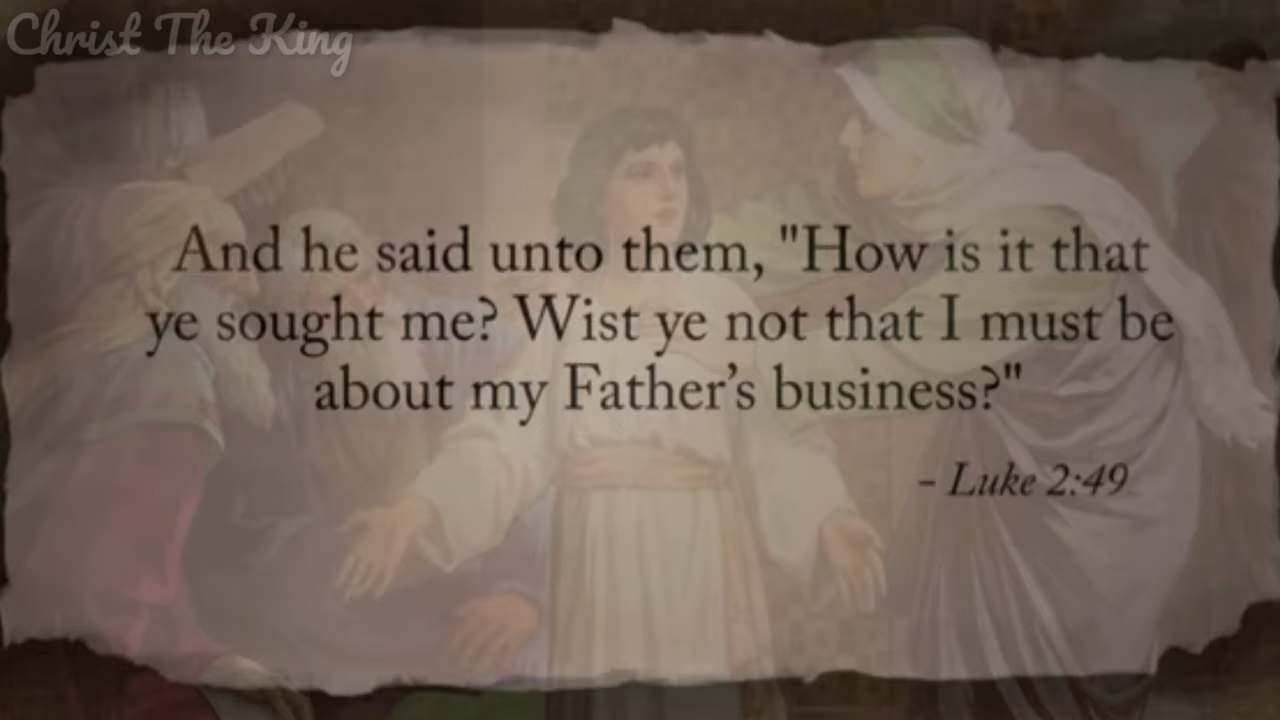 Christ The King
And he said unto them, "How is it that
ye sought me? Wist ye not that I must be
about my Father’s business?"
- Luke 2:49